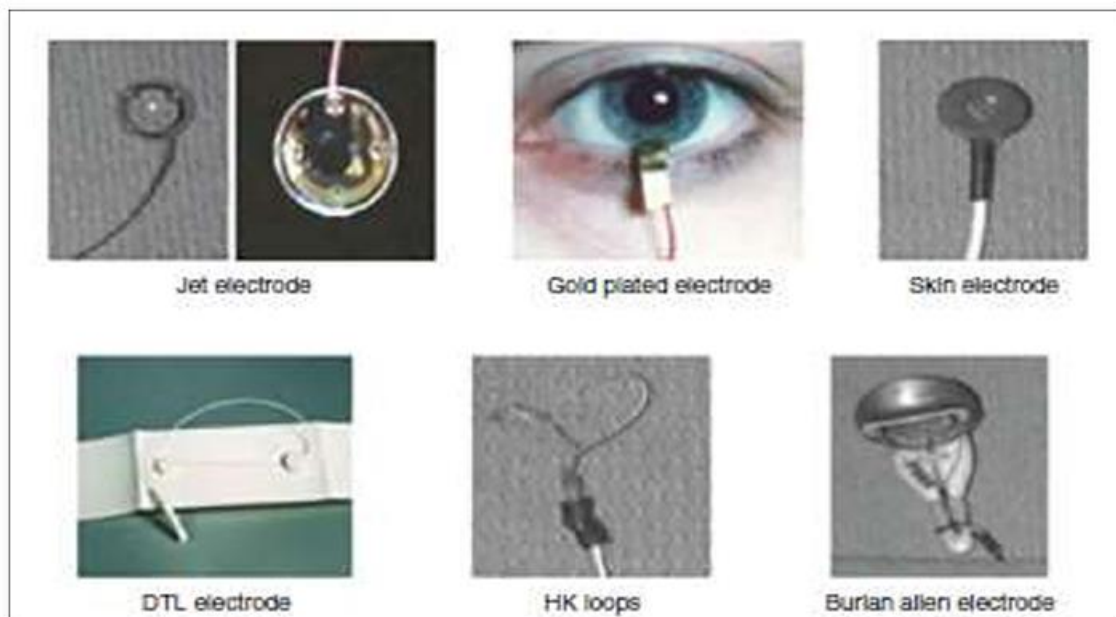 Jet electrode
Gold plated electrode
Skin electrode
DTL electrode
HK loops
Burian allen electrode